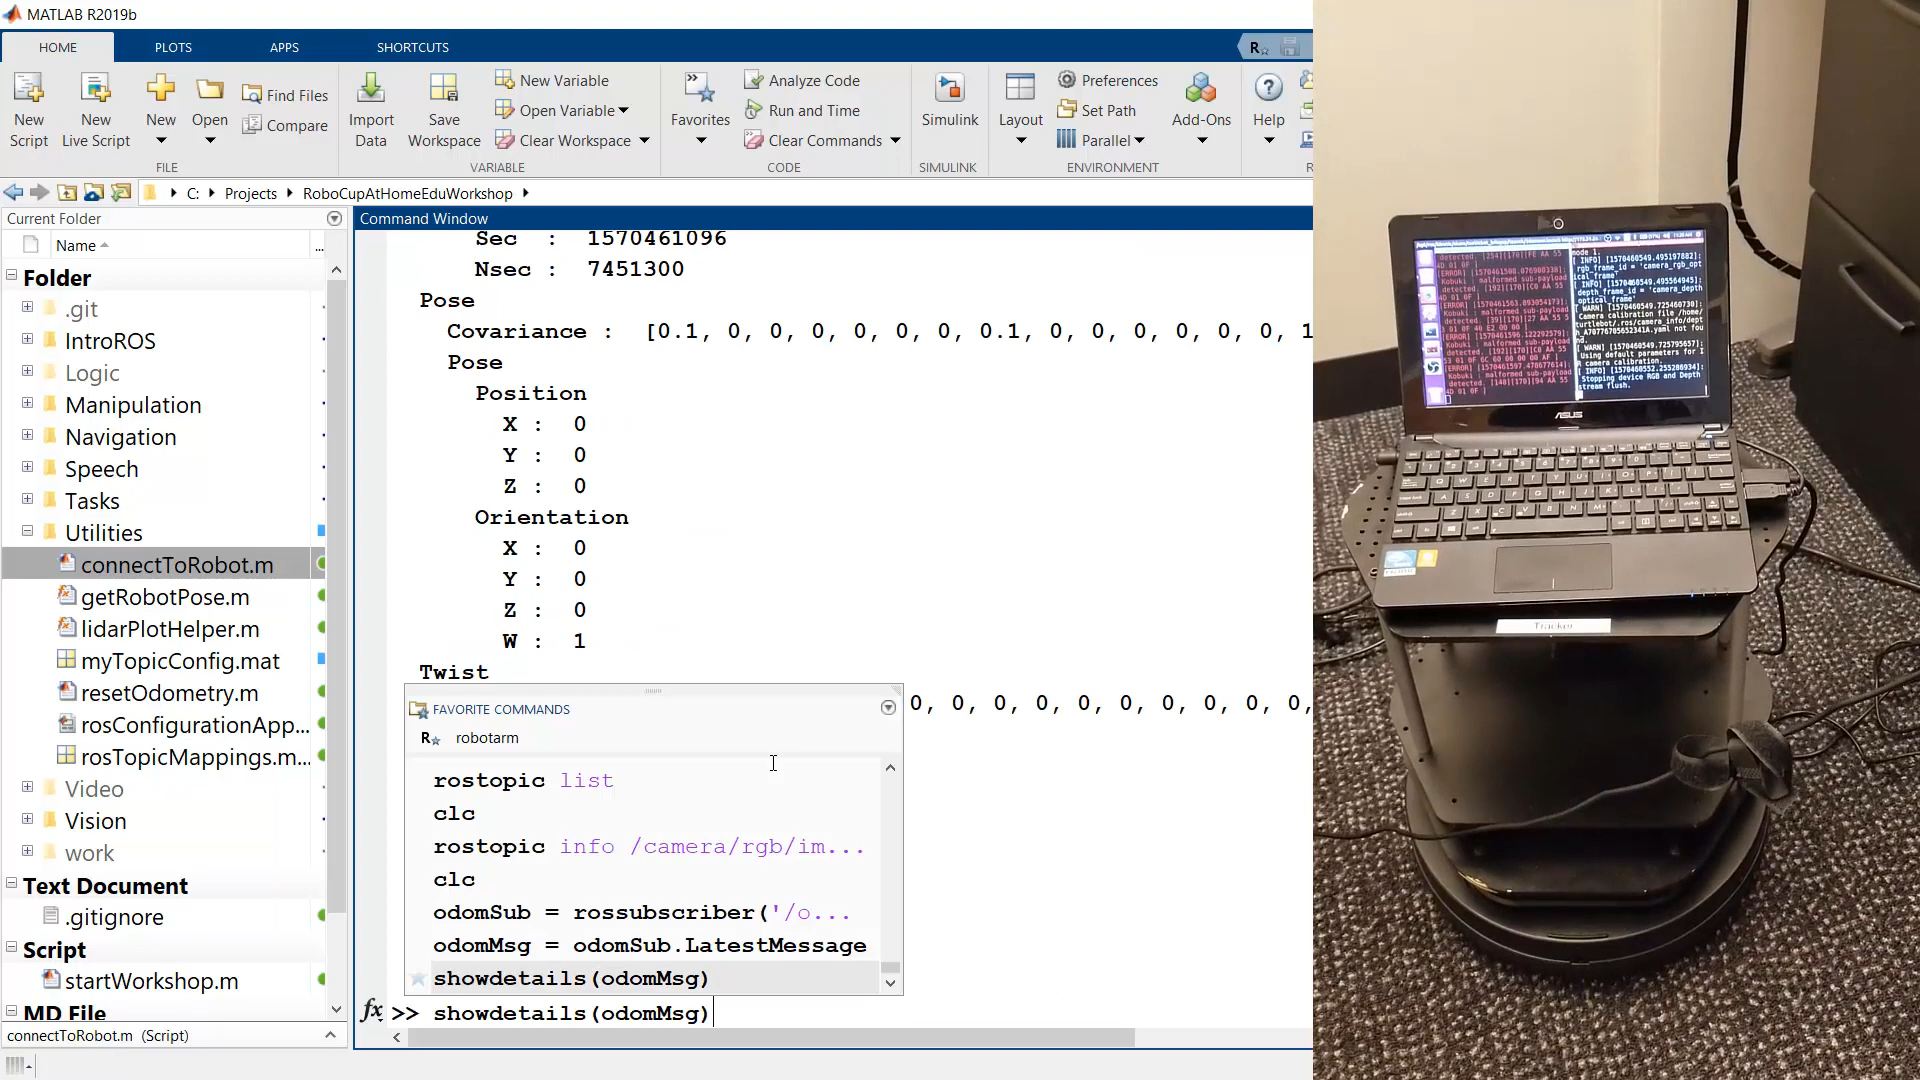 MATLAB R2019b
HOME
PLOTS
APPS
SHORTCUTS
New Script
New Live Script
New
Open
Find Files
Compare
FILE
Import Data
Save Workspace
New Variable
Open Variable
Clear Workspace
VARIABLE
Favorites
Analyze Code
Run and Time
Clear Commands
CODE
Simulink
SIMULINK
Layout
Preferences
Set Path
Parallel
ENVIRONMENT
Add-Ons
Help
C: Projects RoboCupAtHomeEduWorkshop
Current Folder
Name
Folder
.git
IntroROS
Logic
Manipulation
Navigation
Speech
Tasks
Utilities
connectToRobot.m
getRobotPose.m
lidarPlotHelper.m
myTopicConfig.mat
resetOdometry.m
rosConfigurationApp...
rosTopicMappings.m...
Video
Vision
work
Text Document
.gitignore
Script
startWorkshop.m
MD File
connectToRobot.m (Script)
Command Window
Sec : 1570461096
Nsec : 7451300
Pose
Covariance : [0.1, 0, 0, 0, 0, 0, 0, 0.1, 0, 0, 0, 0, 0, 0, 1
Pose
Position
X : 0
Y : 0
Z : 0
Orientation
X : 0
Y : 0
Z : 0
W : 1
Twist
0, 0, 0, 0, 0, 0, 0, 0, 0, 0,
FAVORITE COMMANDS
robotarm
rostopic list
clc
rostopic info /camera/rgb/im...
clc
odomSub = rossubscriber('/o...
odomMsg = odomSub.LatestMessage
showdetails(odomMsg)
fx >> showdetails(odomMsg)
ASUS
Tracker